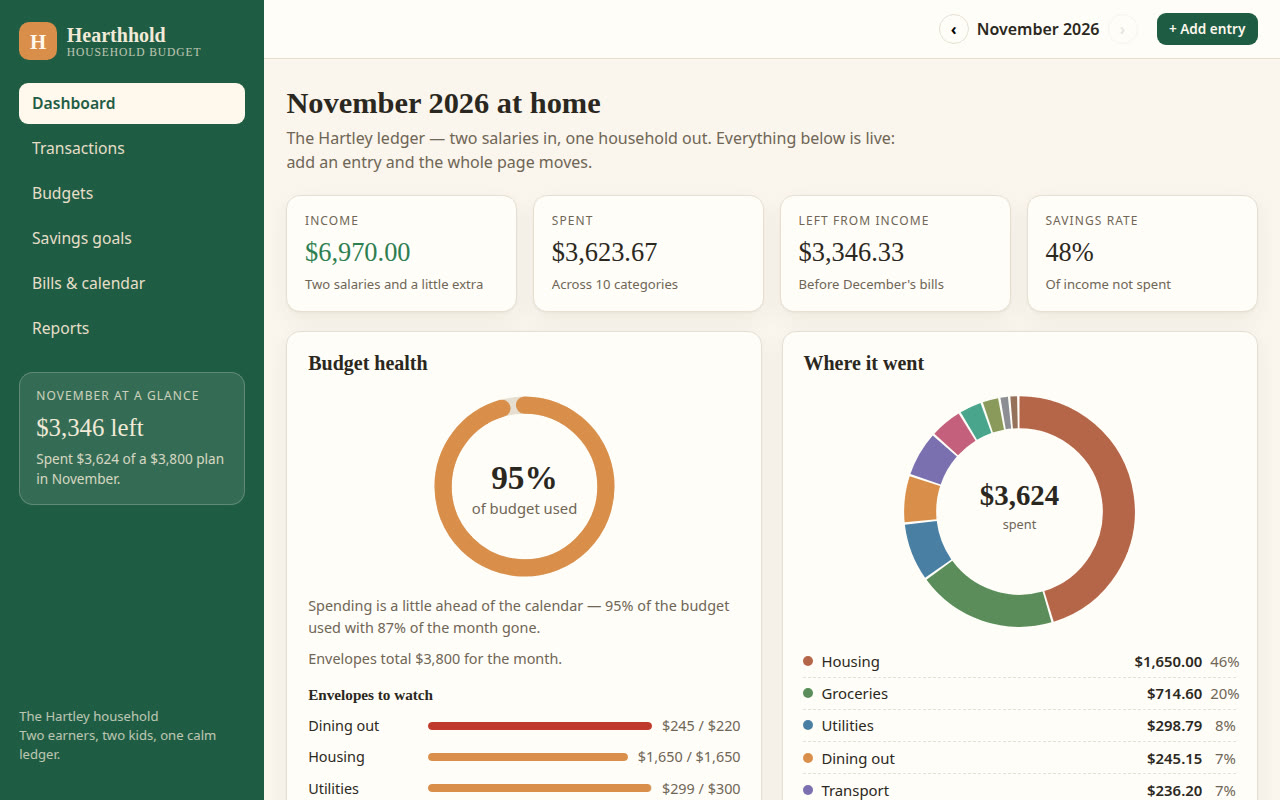 H
Hearthhold
HOUSEHOLD BUDGET
Dashboard
Transactions
Budgets
Savings goals
Bills & calendar
Reports
NOVEMBER AT A GLANCE
$3,346 left
Spent $3,624 of a $3,800 plan
in November.
The Hartley household
Two earners, two kids, one calm
ledger.
‹ November 2026 ›
+ Add entry
November 2026 at home
The Hartley ledger — two salaries in, one household out. Everything below is live:
add an entry and the whole page moves.
INCOME
$6,970.00
Two salaries and a little extra
SPENT
$3,623.67
Across 10 categories
LEFT FROM INCOME
$3,346.33
Before December's bills
SAVINGS RATE
48%
Of income not spent
Budget health
95%
of budget used
Spending is a little ahead of the calendar — 95% of the budget
used with 87% of the month gone.
Envelopes total $3,800 for the month.
Envelopes to watch
Dining out $245 / $220
Housing $1,650 / $1,650
Utilities $299 / $300
Where it went
$3,624
spent
Housing $1,650.00 46%
Groceries $714.60 20%
Utilities $298.79 8%
Dining out $245.15 7%
Transport $236.20 7%